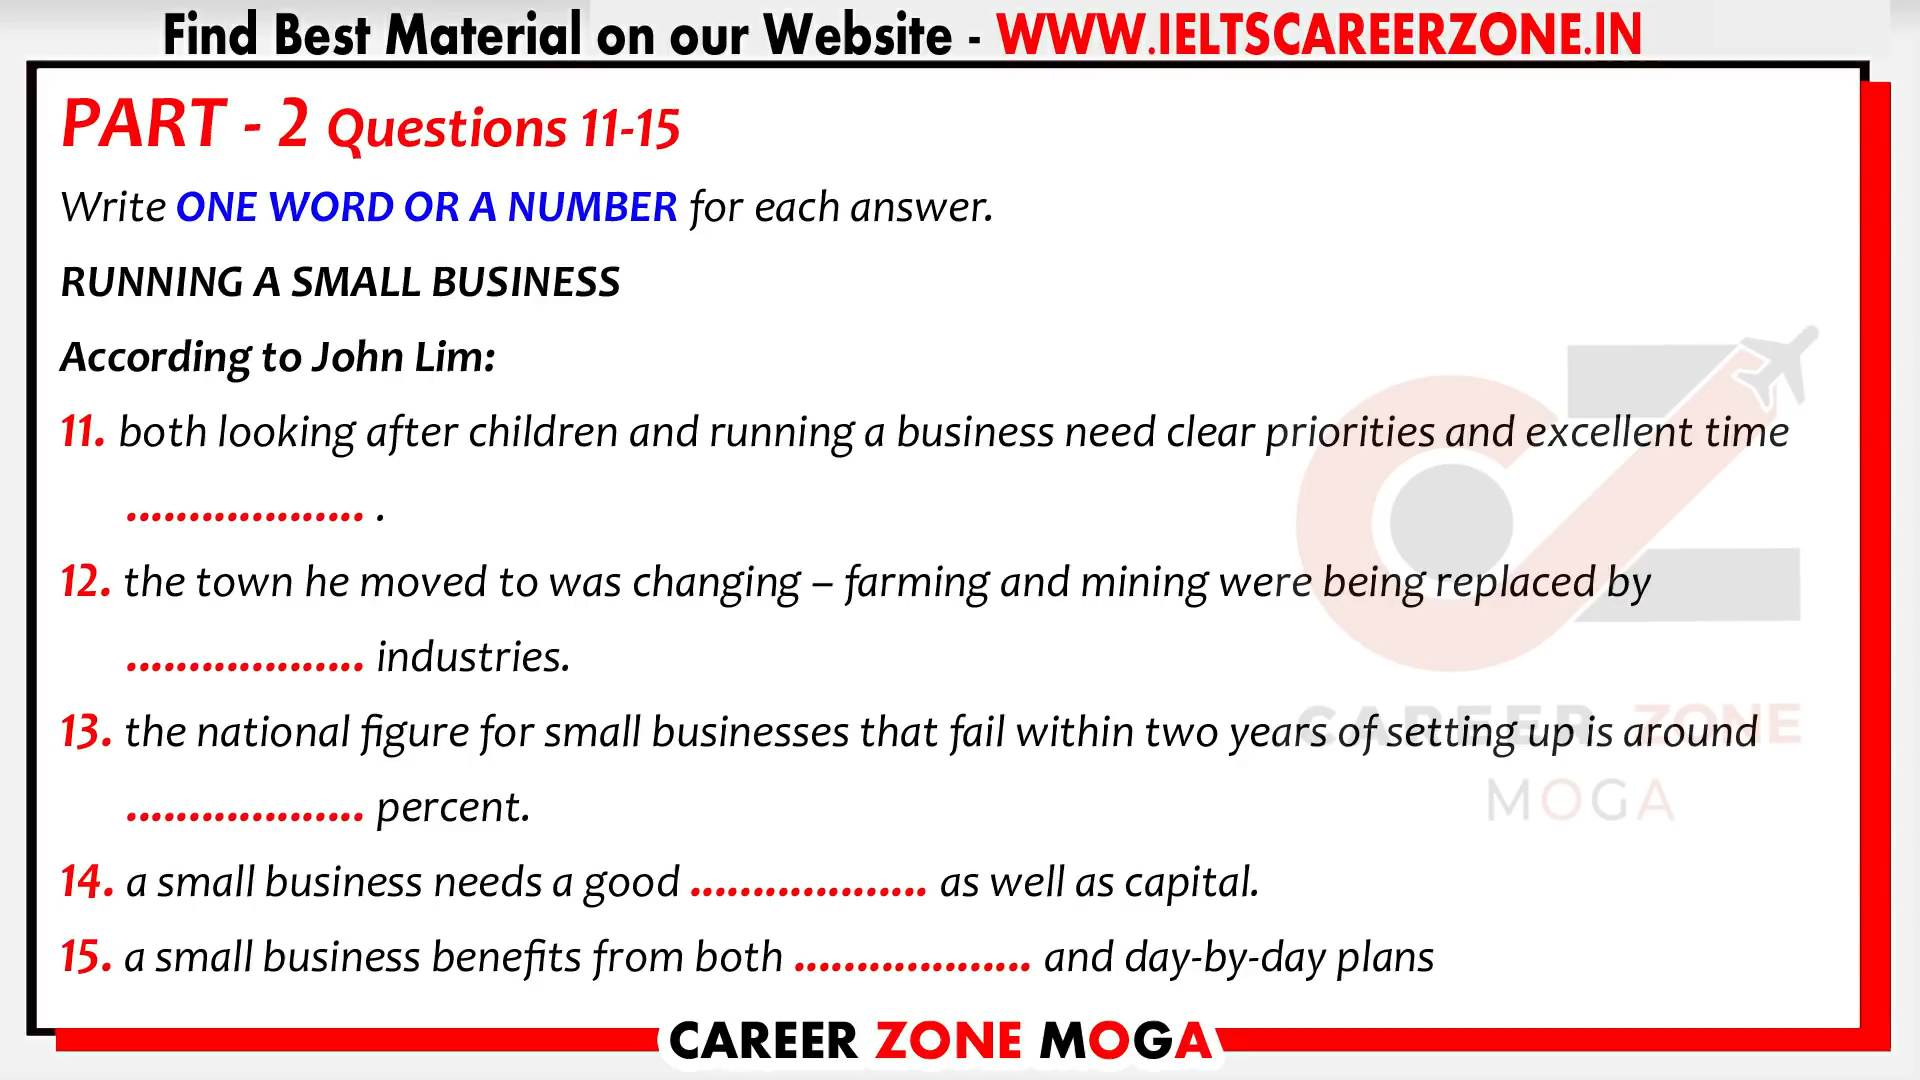 Find Best Material on our Website - WWW.IELTSCAREERZONE.IN
PART - 2 Questions 11-15
Write ONE WORD OR A NUMBER for each answer.
RUNNING A SMALL BUSINESS
According to John Lim:
11. both looking after children and running a business need clear priorities and excellent time
................... .
12. the town he moved to was changing – farming and mining were being replaced by
................... industries.
13. the national figure for small businesses that fail within two years of setting up is around
................... percent.
14. a small business needs a good ................... as well as capital.
15. a small business benefits from both ................... and day-by-day plans
CZ
CAREER ZONE
MOGA
CAREER ZONE MOGA